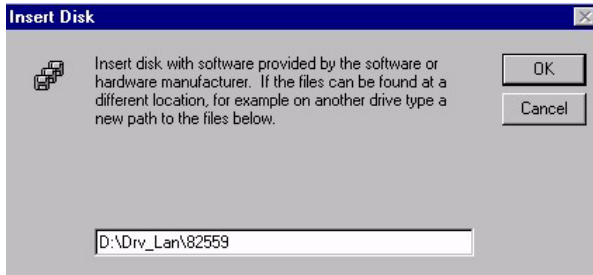 Insert Disk
Insert disk with software provided by the software or
hardware manufacturer. If the files can be found at a
different location, for example on another drive type a
new path to the files below.
OK
Cancel
D:\Drv_Lan\82559